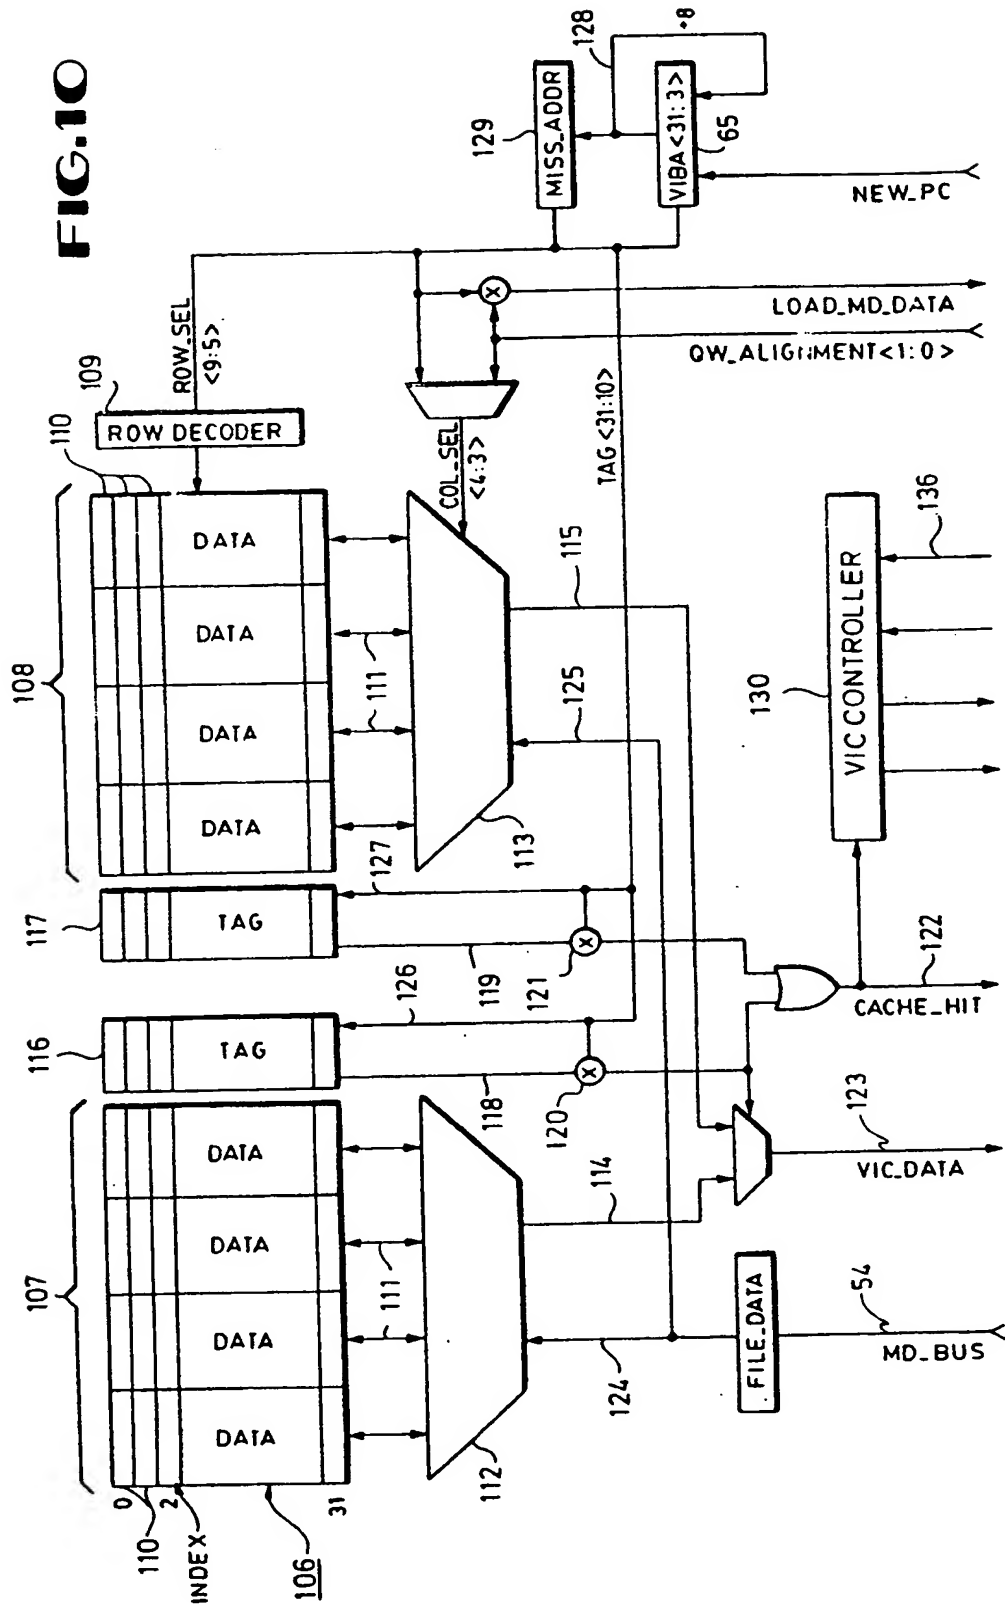 FIG.10
128
+8
129
MISS_ADDR
VIBA<31:3>
65
NEW_PC
109
ROW_SEL
<9:5>
ROW DECODER
110
108
DATA
DATA
DATA
DATA
111
COL_SEL
<4:3>
LOAD_MD_DATA
QW_ALIGNMENT<1:0>
TAG<31:10>
115
125
113
127
117
TAG
119
121
X
X
126
116
TAG
118
120
X
130
VIC CONTROLLER
136
122
CACHE_HIT
107
0
2
31
110
INDEX
106
DATA
DATA
DATA
DATA
111
112
114
124
123
VIC_DATA
FILE_DATA
54
MD_BUS